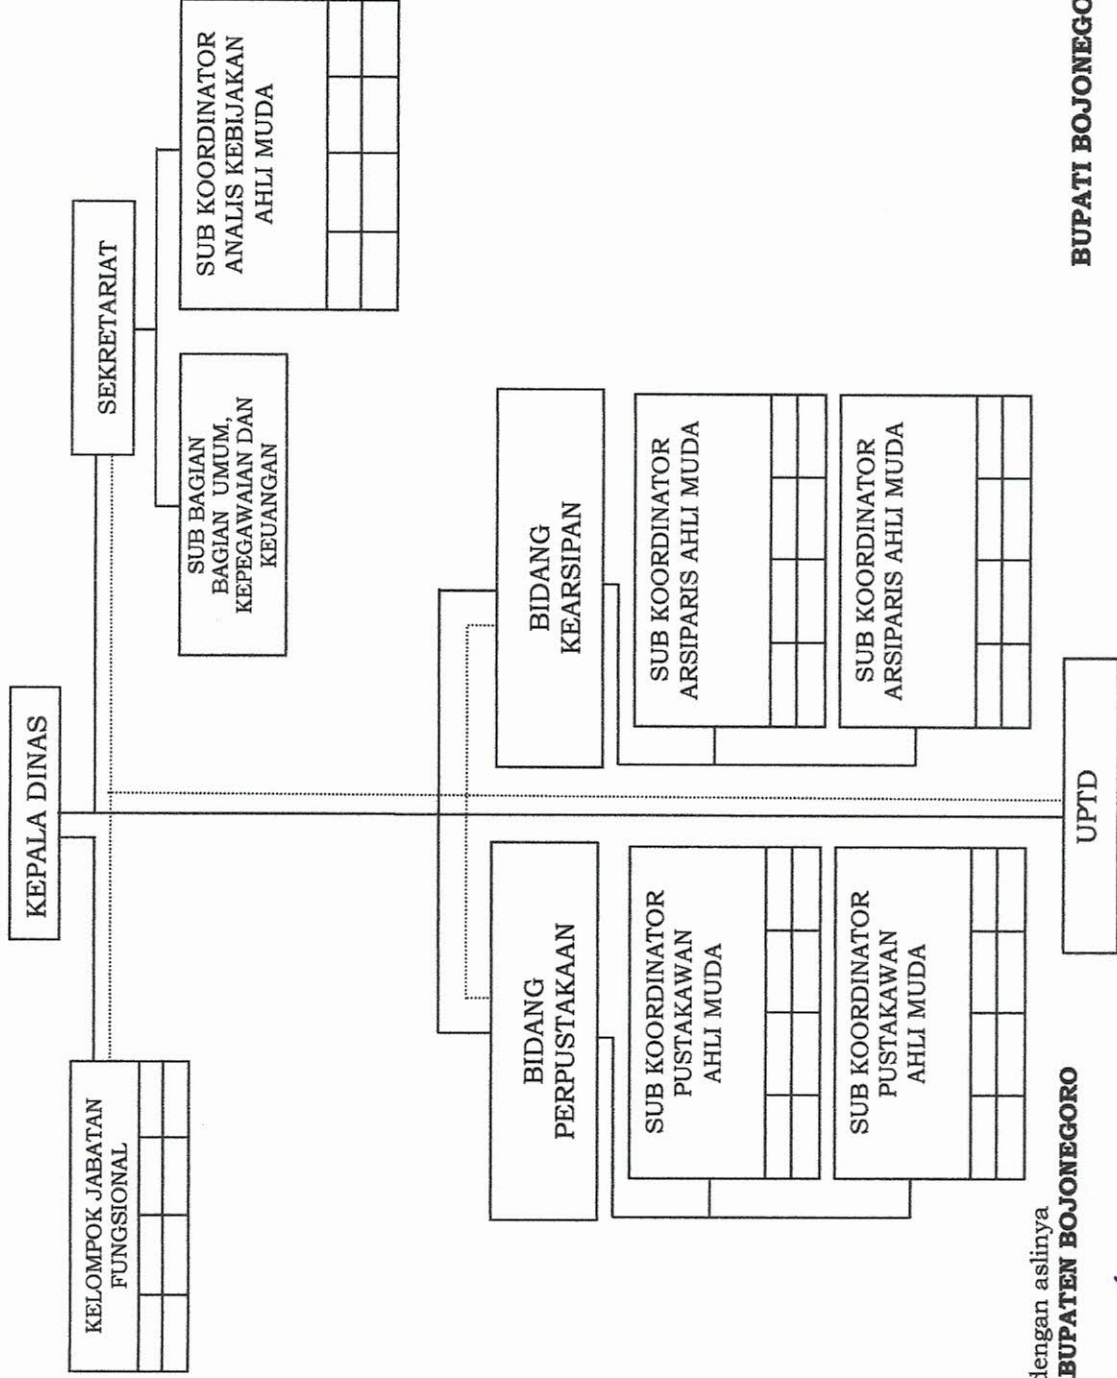 KEPALA DINAS
KELOMPOK JABATAN
FUNGSIONAL
SEKRETARIAT
SUB BAGIAN
BAGIAN UMUM,
KEPEGAWAIAN DAN
KEUANGAN
SUB KOORDINATOR
ANALIS KEBIJAKAN
AHLI MUDA
BIDANG
PERPUSTAKAAN
SUB KOORDINATOR
PUSTAKAWAN
AHLI MUDA
SUB KOORDINATOR
PUSTAKAWAN
AHLI MUDA
BIDANG
KEARSIPAN
SUB KOORDINATOR
ARSIPARIS AHLI MUDA
SUB KOORDINATOR
ARSIPARIS AHLI MUDA
UPTD
dengan aslinya
BUPATEN BOJONEGORO
BUPATI BOJONEGO